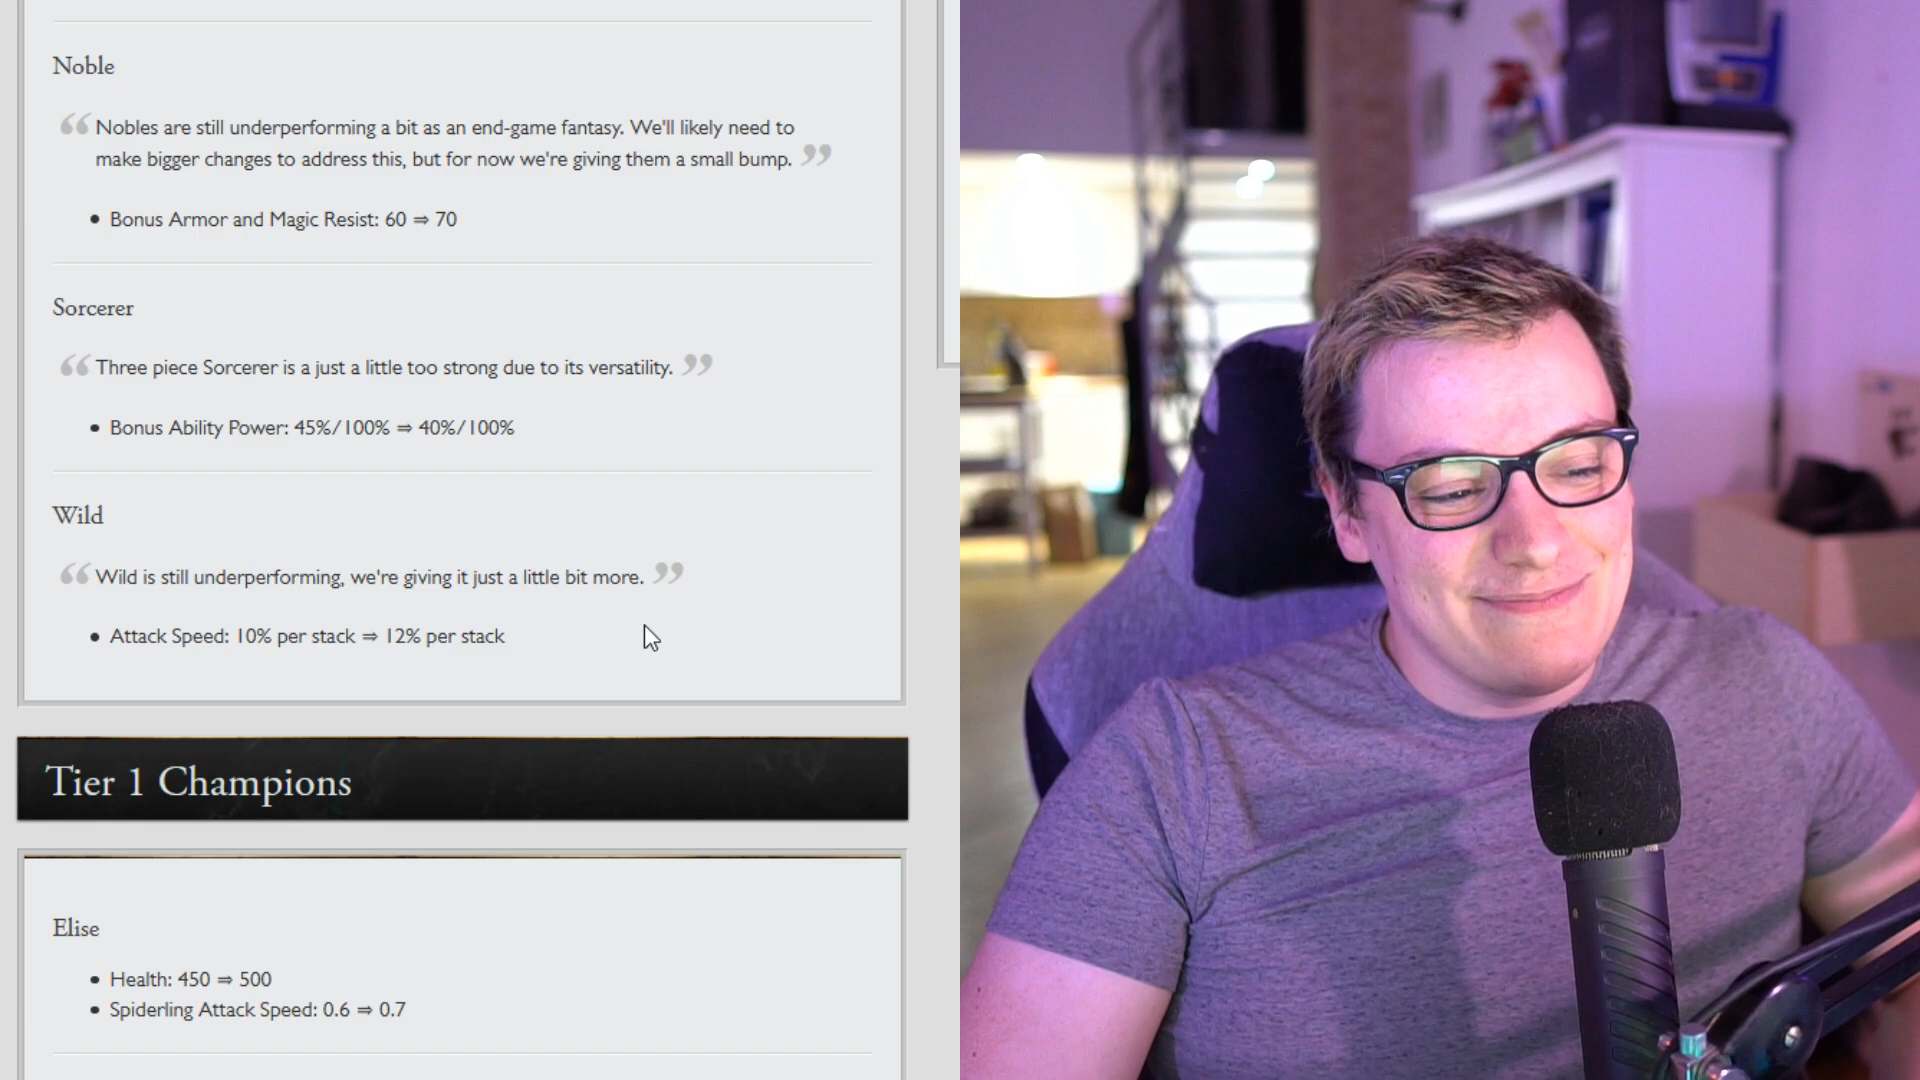 Noble
“Nobles are still underperforming a bit as an end-game fantasy. We'll likely need to
make bigger changes to address this, but for now we're giving them a small bump.”
• Bonus Armor and Magic Resist: 60 ⇒ 70
Sorcerer
“Three piece Sorcerer is a just a little too strong due to its versatility.”
• Bonus Ability Power: 45%/100% ⇒ 40%/100%
Wild
“Wild is still underperforming, we're giving it just a little bit more.”
• Attack Speed: 10% per stack ⇒ 12% per stack
Tier 1 Champions
Elise
• Health: 450 ⇒ 500
• Spiderling Attack Speed: 0.6 ⇒ 0.7